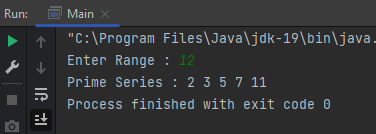 Run: Main ×
"C:\Program Files\Java\jdk-19\bin\java.
Enter Range : 12
Prime Series : 2 3 5 7 11
Process finished with exit code 0